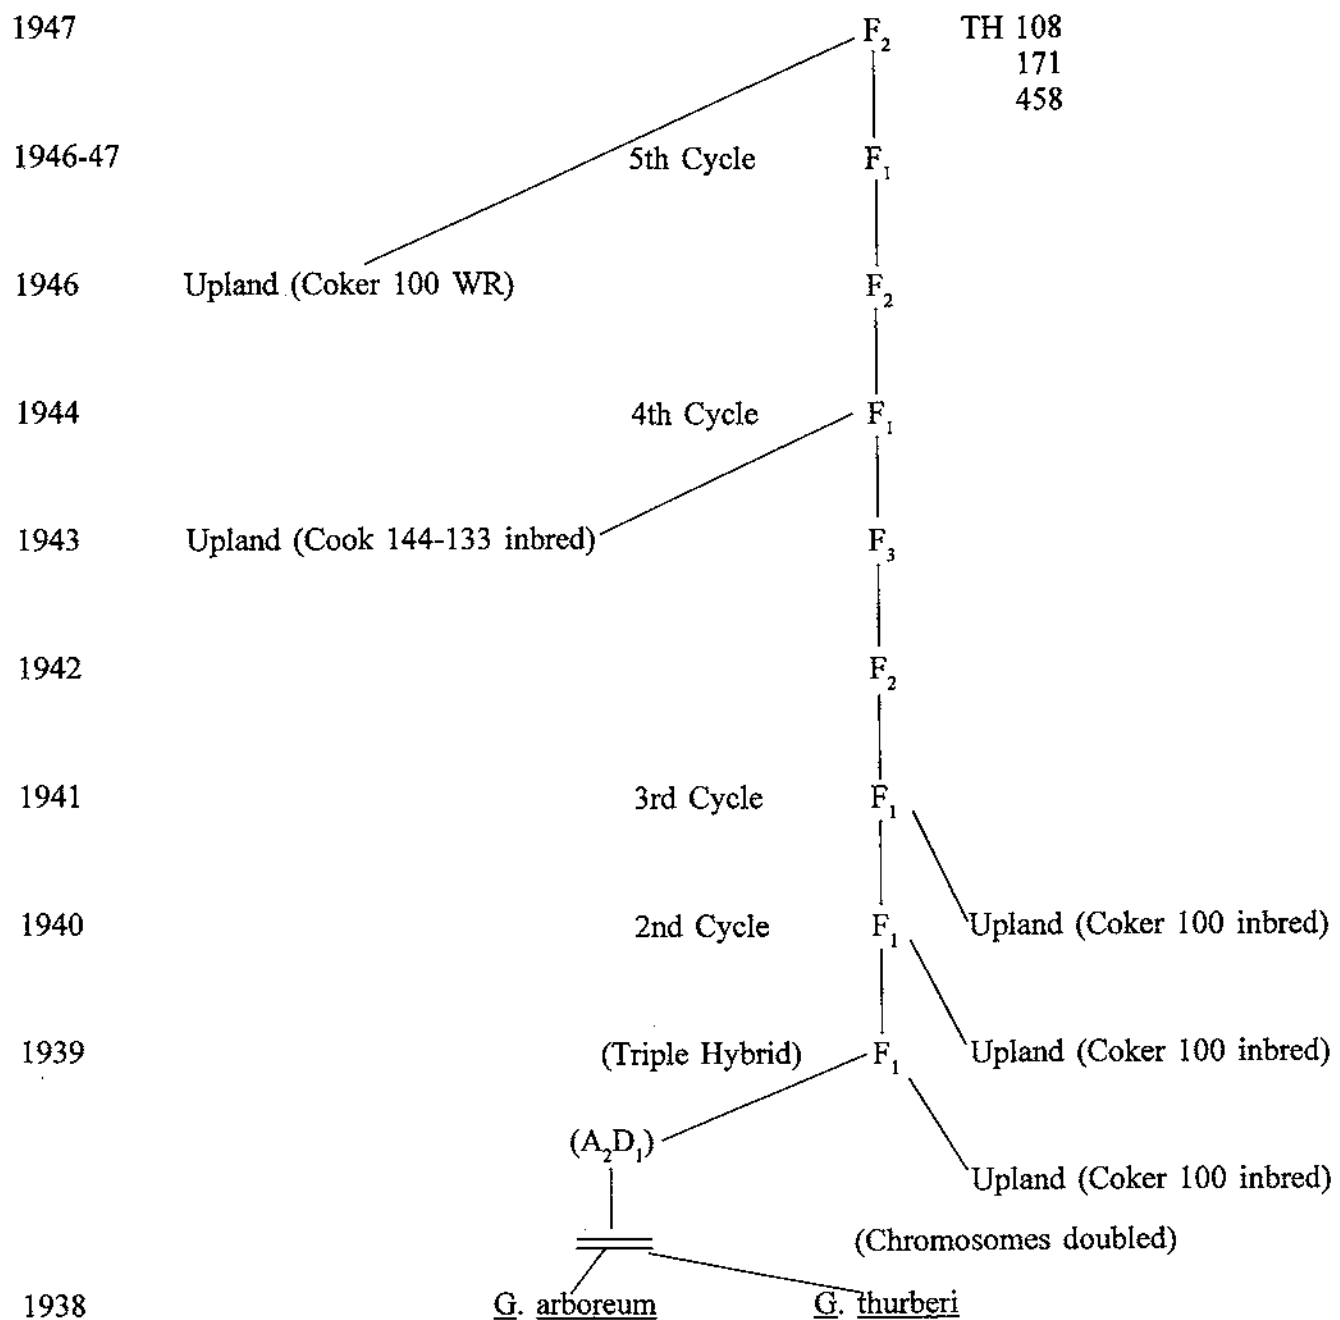 1947 F₂ TH 108
171
458
1946-47 5th Cycle F₁
1946 Upland (Coker 100 WR) F₂
1944 4th Cycle F₁
1943 Upland (Cook 144-133 inbred) F₃
1942 F₂
1941 3rd Cycle F₁
1940 2nd Cycle F₁ Upland (Coker 100 inbred)
1939 (Triple Hybrid) F₁ Upland (Coker 100 inbred)
(A₂D₁)
Upland (Coker 100 inbred)
(Chromosomes doubled)
1938 G. arboreum G. thurberi